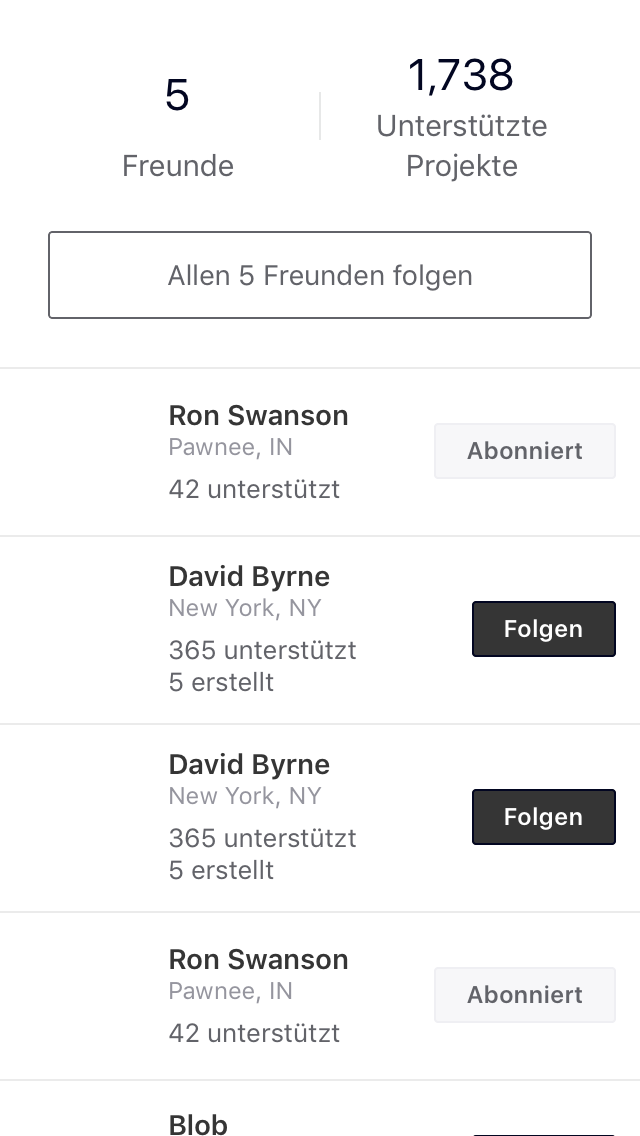 5
Freunde
1,738
Unterstützte
Projekte
Allen 5 Freunden folgen
Ron Swanson
Pawnee, IN
42 unterstützt
Abonniert
David Byrne
New York, NY
365 unterstützt
5 erstellt
Folgen
David Byrne
New York, NY
365 unterstützt
5 erstellt
Folgen
Ron Swanson
Pawnee, IN
42 unterstützt
Abonniert
Blob